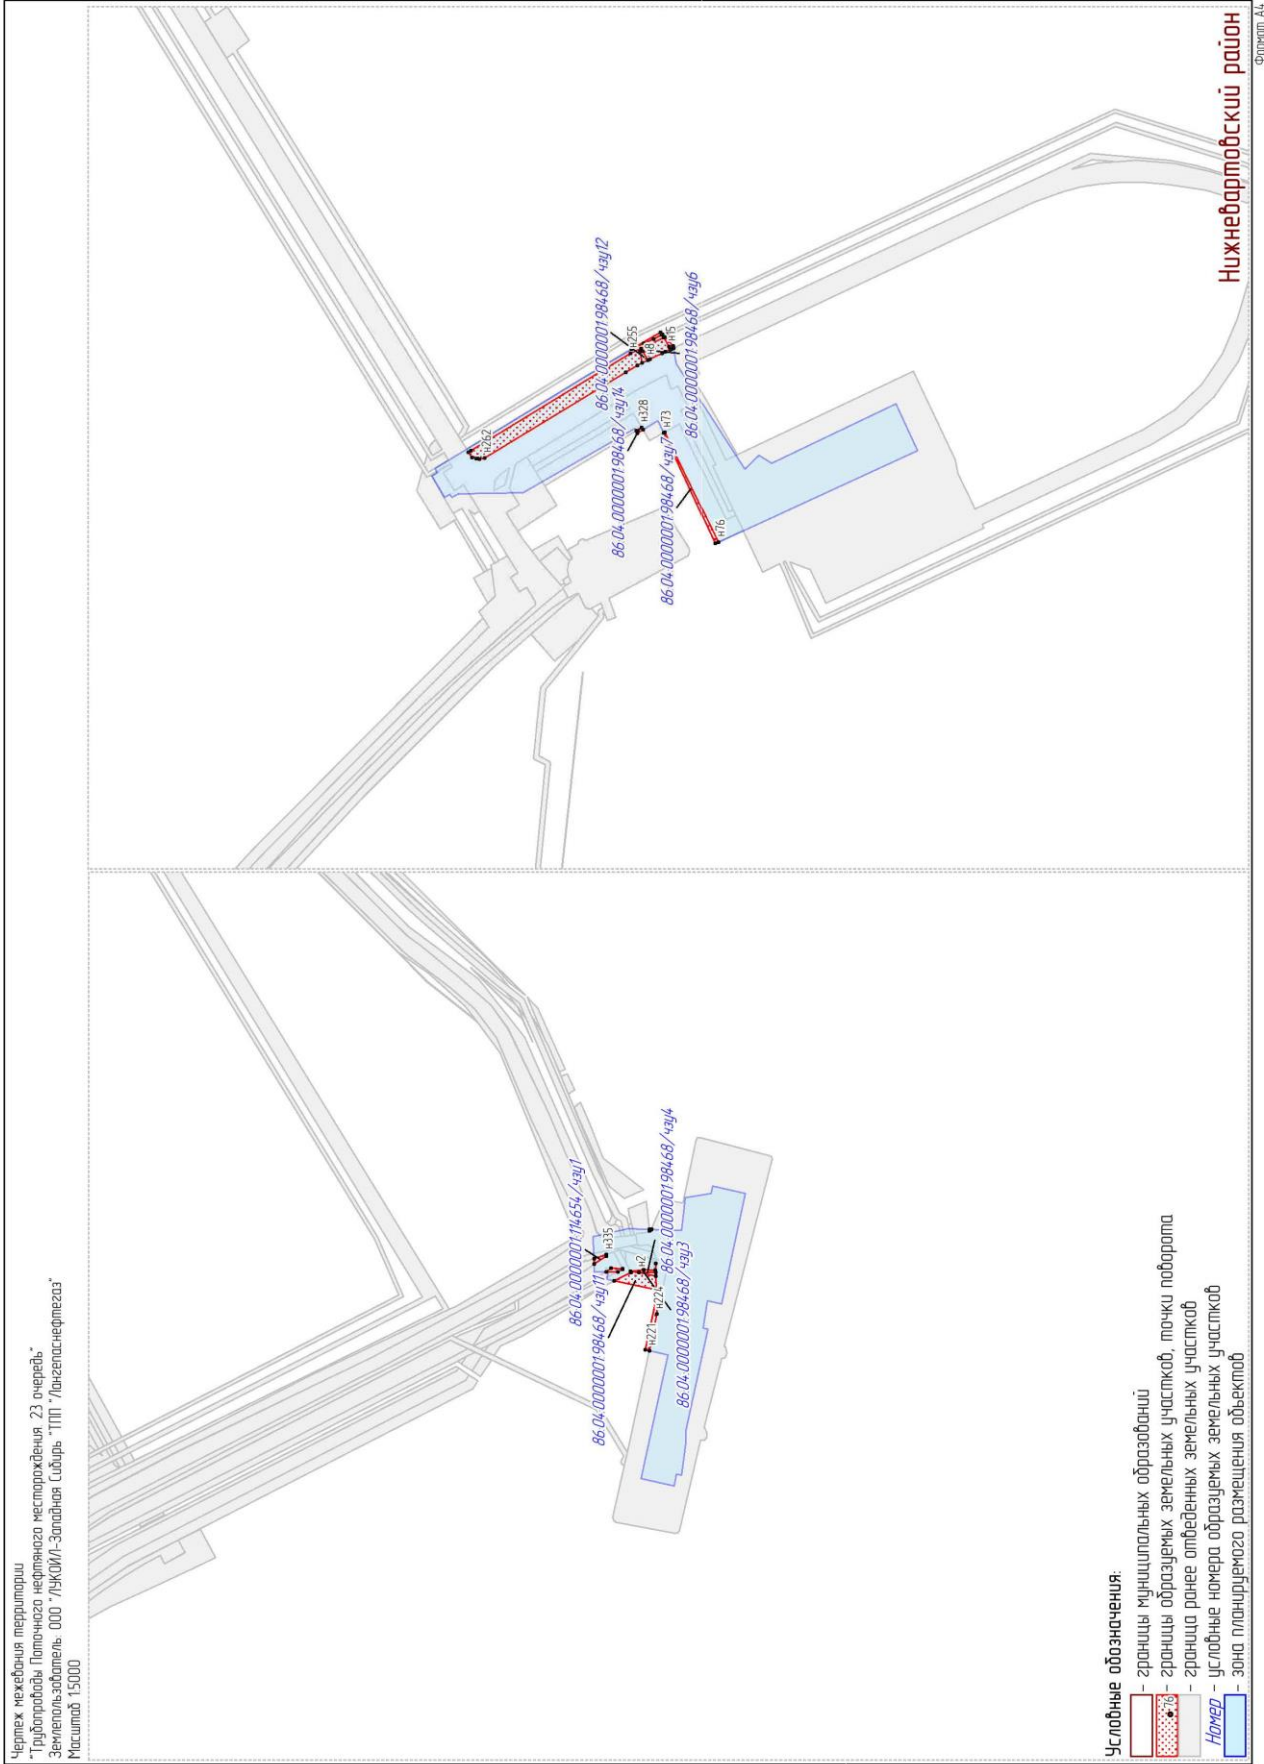 Чертеж межевания территории
"Трубопроводы Поточного нефтяного месторождения. 23 очередь"
Землепользователь: ООО "ЛУКОЙЛ-Западная Сибирь "ТПП "Лангепаснефтегаз"
Масштаб 1:5000
86:04:0000001:114654/чзу1
н335
86:04:0000001:98468/чзу11
н2
86:04:0000001:98468/чзу4
н224
н221
86:04:0000001:98468/чзу3
н262
86:04:0000001:98468/чзу12
н255
86:04:0000001:98468/чзу14
н8
н15
н328
86:04:0000001:98468/чзу6
н73
86:04:0000001:98468/чзу7
н76
Нижневартовский район
Условные обозначения:
- границы муниципальных образований
76 - границы образуемых земельных участков, точки поворота
- граница ранее отведенных земельных участков
Номер - условные номера образуемых земельных участков
- зона планируемого размещения объектов
Формат А4